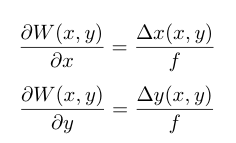 ∂W(x, y)/∂x = Δx(x, y)/f
∂W(x, y)/∂y = Δy(x, y)/f